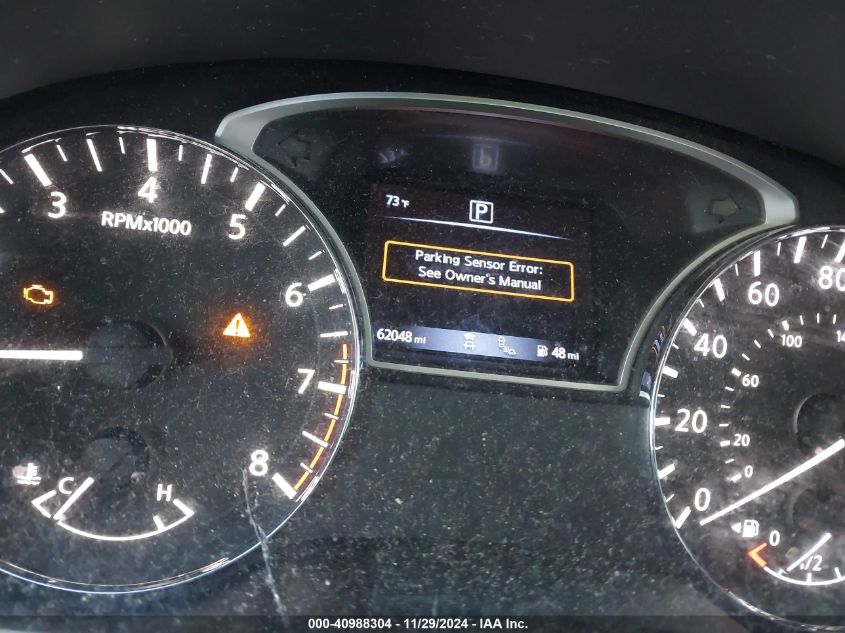 3
4
5
6
7
8
RPMx1000
C
H
73°F
P
Parking Sensor Error:
See Owner's Manual
62048 mi
48 mi
0
20
40
60
80
0
20
60
100
0
1/2
000-40988304 - 11/29/2024 - IAA Inc.